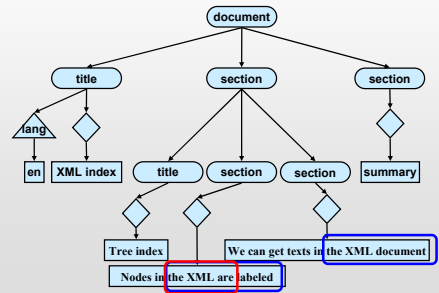 document
title
section
section
lang
en
XML index
title
section
section
summary
Tree index
We can get texts in the XML document
Nodes in the XML are labeled